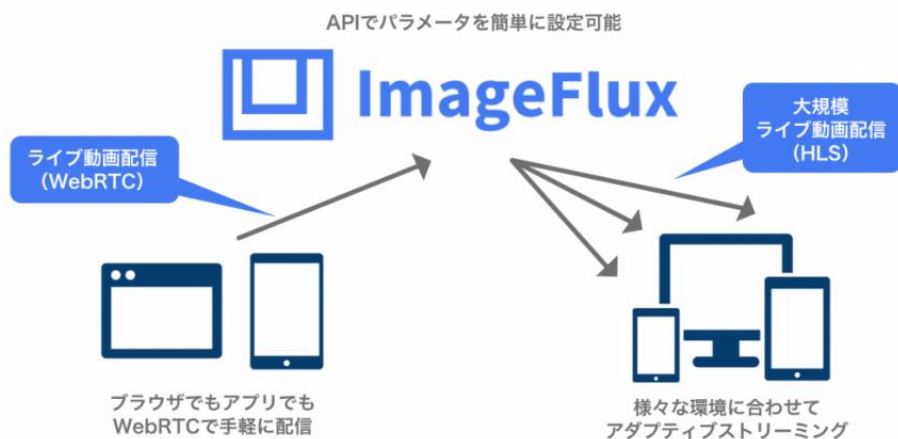 APIでパラメータを簡単に設定可能
ImageFlux
大規模
ライブ動画配信
(HLS)
ライブ動画配信
(WebRTC)
ブラウザでもアプリでも
WebRTCで手軽に配信
様々な環境に合わせて
アダプティブストリーミング